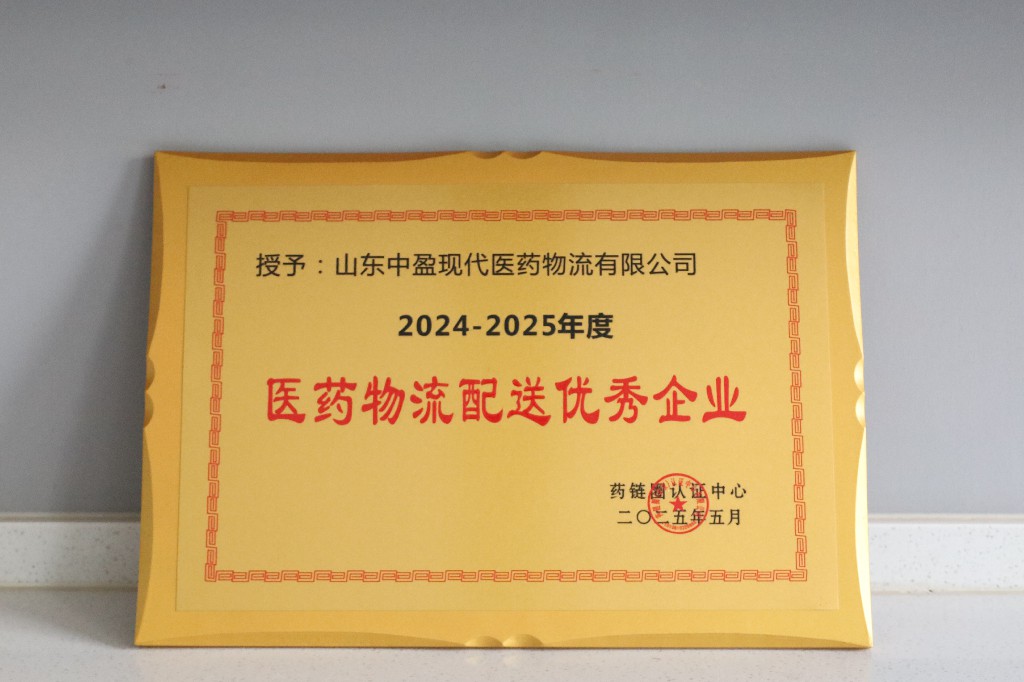 授予：山东中盈现代医药物流有限公司
2024-2025年度
医药物流配送优秀企业
药链圈认证中心
二〇二五年五月